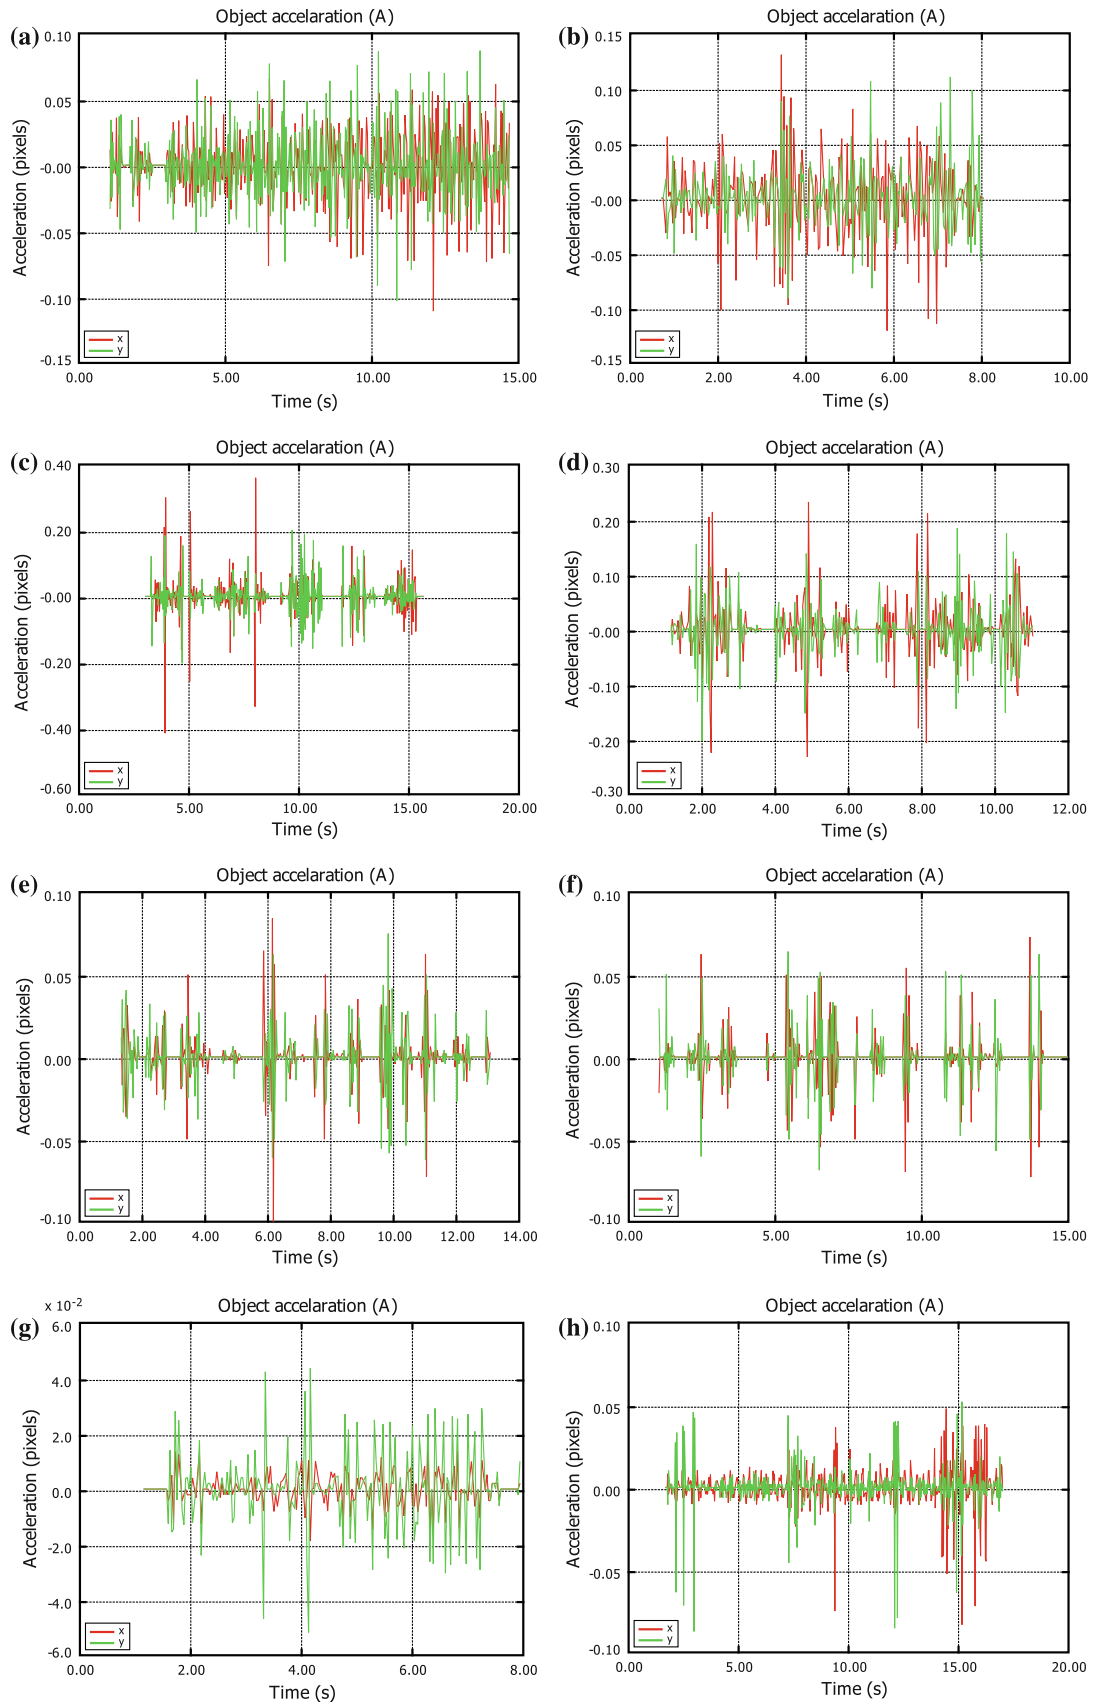 (a)
Object accelaration (A)
Acceleration (pixels)
0.10
0.05
-0.00
-0.05
-0.10
-0.15
x
y
0.00 5.00 10.00 15.00
Time (s)
(b)
Object accelaration (A)
Acceleration (pixels)
0.15
0.10
0.05
-0.00
-0.05
-0.10
-0.15
x
y
0.00 2.00 4.00 6.00 8.00 10.00
Time (s)
(c)
Object accelaration (A)
Acceleration (pixels)
0.40
0.20
-0.00
-0.20
-0.40
-0.60
x
y
0.00 5.00 10.00 15.00 20.00
Time (s)
(d)
Object accelaration (A)
Acceleration (pixels)
0.30
0.20
0.10
-0.00
-0.10
-0.20
-0.30
x
y
0.00 2.00 4.00 6.00 8.00 10.00 12.00
Time (s)
(e)
Object accelaration (A)
Acceleration (pixels)
0.10
0.05
0.00
-0.05
-0.10
x
y
0.00 2.00 4.00 6.00 8.00 10.00 12.00 14.00
Time (s)
(f)
Object accelaration (A)
Acceleration (pixels)
0.10
0.05
0.00
-0.05
-0.10
x
y
0.00 5.00 10.00 15.00
Time (s)
(g)
x 10-2
Object accelaration (A)
Acceleration (pixels)
6.0
4.0
2.0
0.0
-2.0
-4.0
-6.0
x
y
0.00 2.00 4.00 6.00 8.00
Time (s)
(h)
Object accelaration (A)
Acceleration (pixels)
0.10
0.05
0.00
-0.05
-0.10
x
y
0.00 5.00 10.00 15.00 20.00
Time (s)